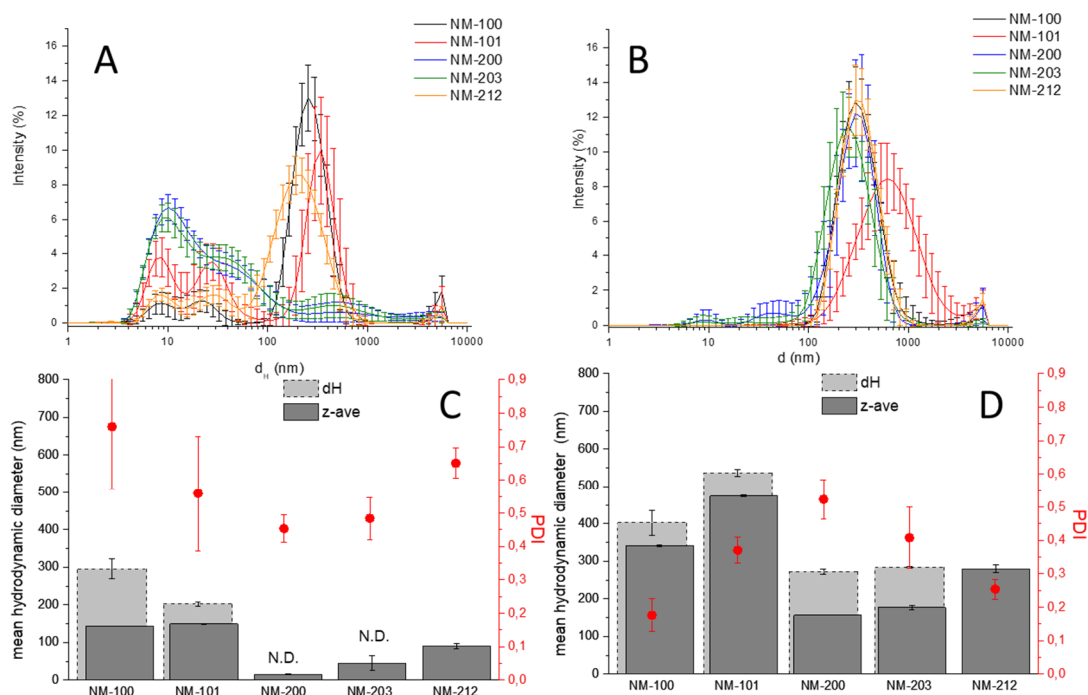 A
NM-100
NM-101
NM-200
NM-203
NM-212
Intensity (%)
16
14
12
10
8
6
4
2
0
1
10
100
1000
10000
d_H (nm)
B
NM-100
NM-101
NM-200
NM-203
NM-212
Intensity (%)
16
14
12
10
8
6
4
2
0
1
10
100
1000
10000
d (nm)
C
dH
z-ave
mean hydrodynamic diameter (nm)
800
700
600
500
400
300
200
100
0
N.D.
N.D.
NM-100
NM-101
NM-200
NM-203
NM-212
0,9
0,8
0,7
0,6
0,5
0,4
0,3
0,2
0,1
0,0
PDI
D
dH
z-ave
mean hydrodynamic diameter (nm)
800
700
600
500
400
300
200
100
0
NM-100
NM-101
NM-200
NM-203
NM-212
0,9
0,8
0,7
0,6
0,5
0,4
0,3
0,2
0,1
0,0
PDI